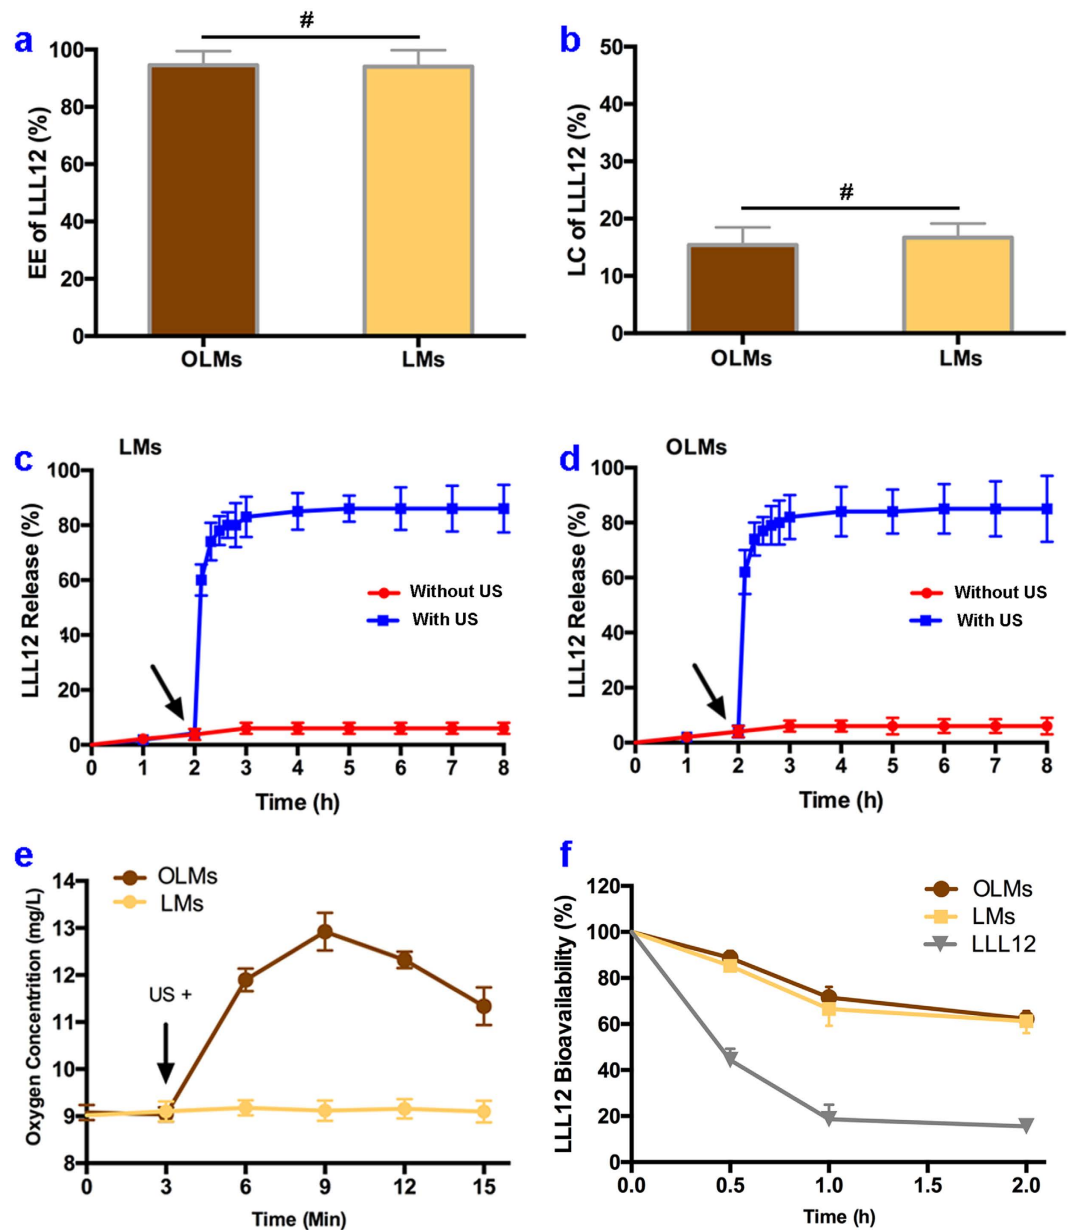 a
#
EE of LLL12 (%)
100
80
60
40
20
0
OLMs LMs
b
#
LC of LLL12 (%)
50
40
30
20
10
0
OLMs LMs
c
LMs
LLL12 Release (%)
100
80
60
40
20
0
Without US
With US
0 1 2 3 4 5 6 7 8
Time (h)
d
OLMs
LLL12 Release (%)
100
80
60
40
20
0
Without US
With US
0 1 2 3 4 5 6 7 8
Time (h)
e
OLMs
LMs
Oxygen Concentrition (mg/L)
14
13
12
11
10
9
8
US +
0 3 6 9 12 15
Time (Min)
f
OLMs
LMs
LLL12
LLL12 Bioavailability (%)
120
100
80
60
40
20
0
0.0 0.5 1.0 1.5 2.0
Time (h)